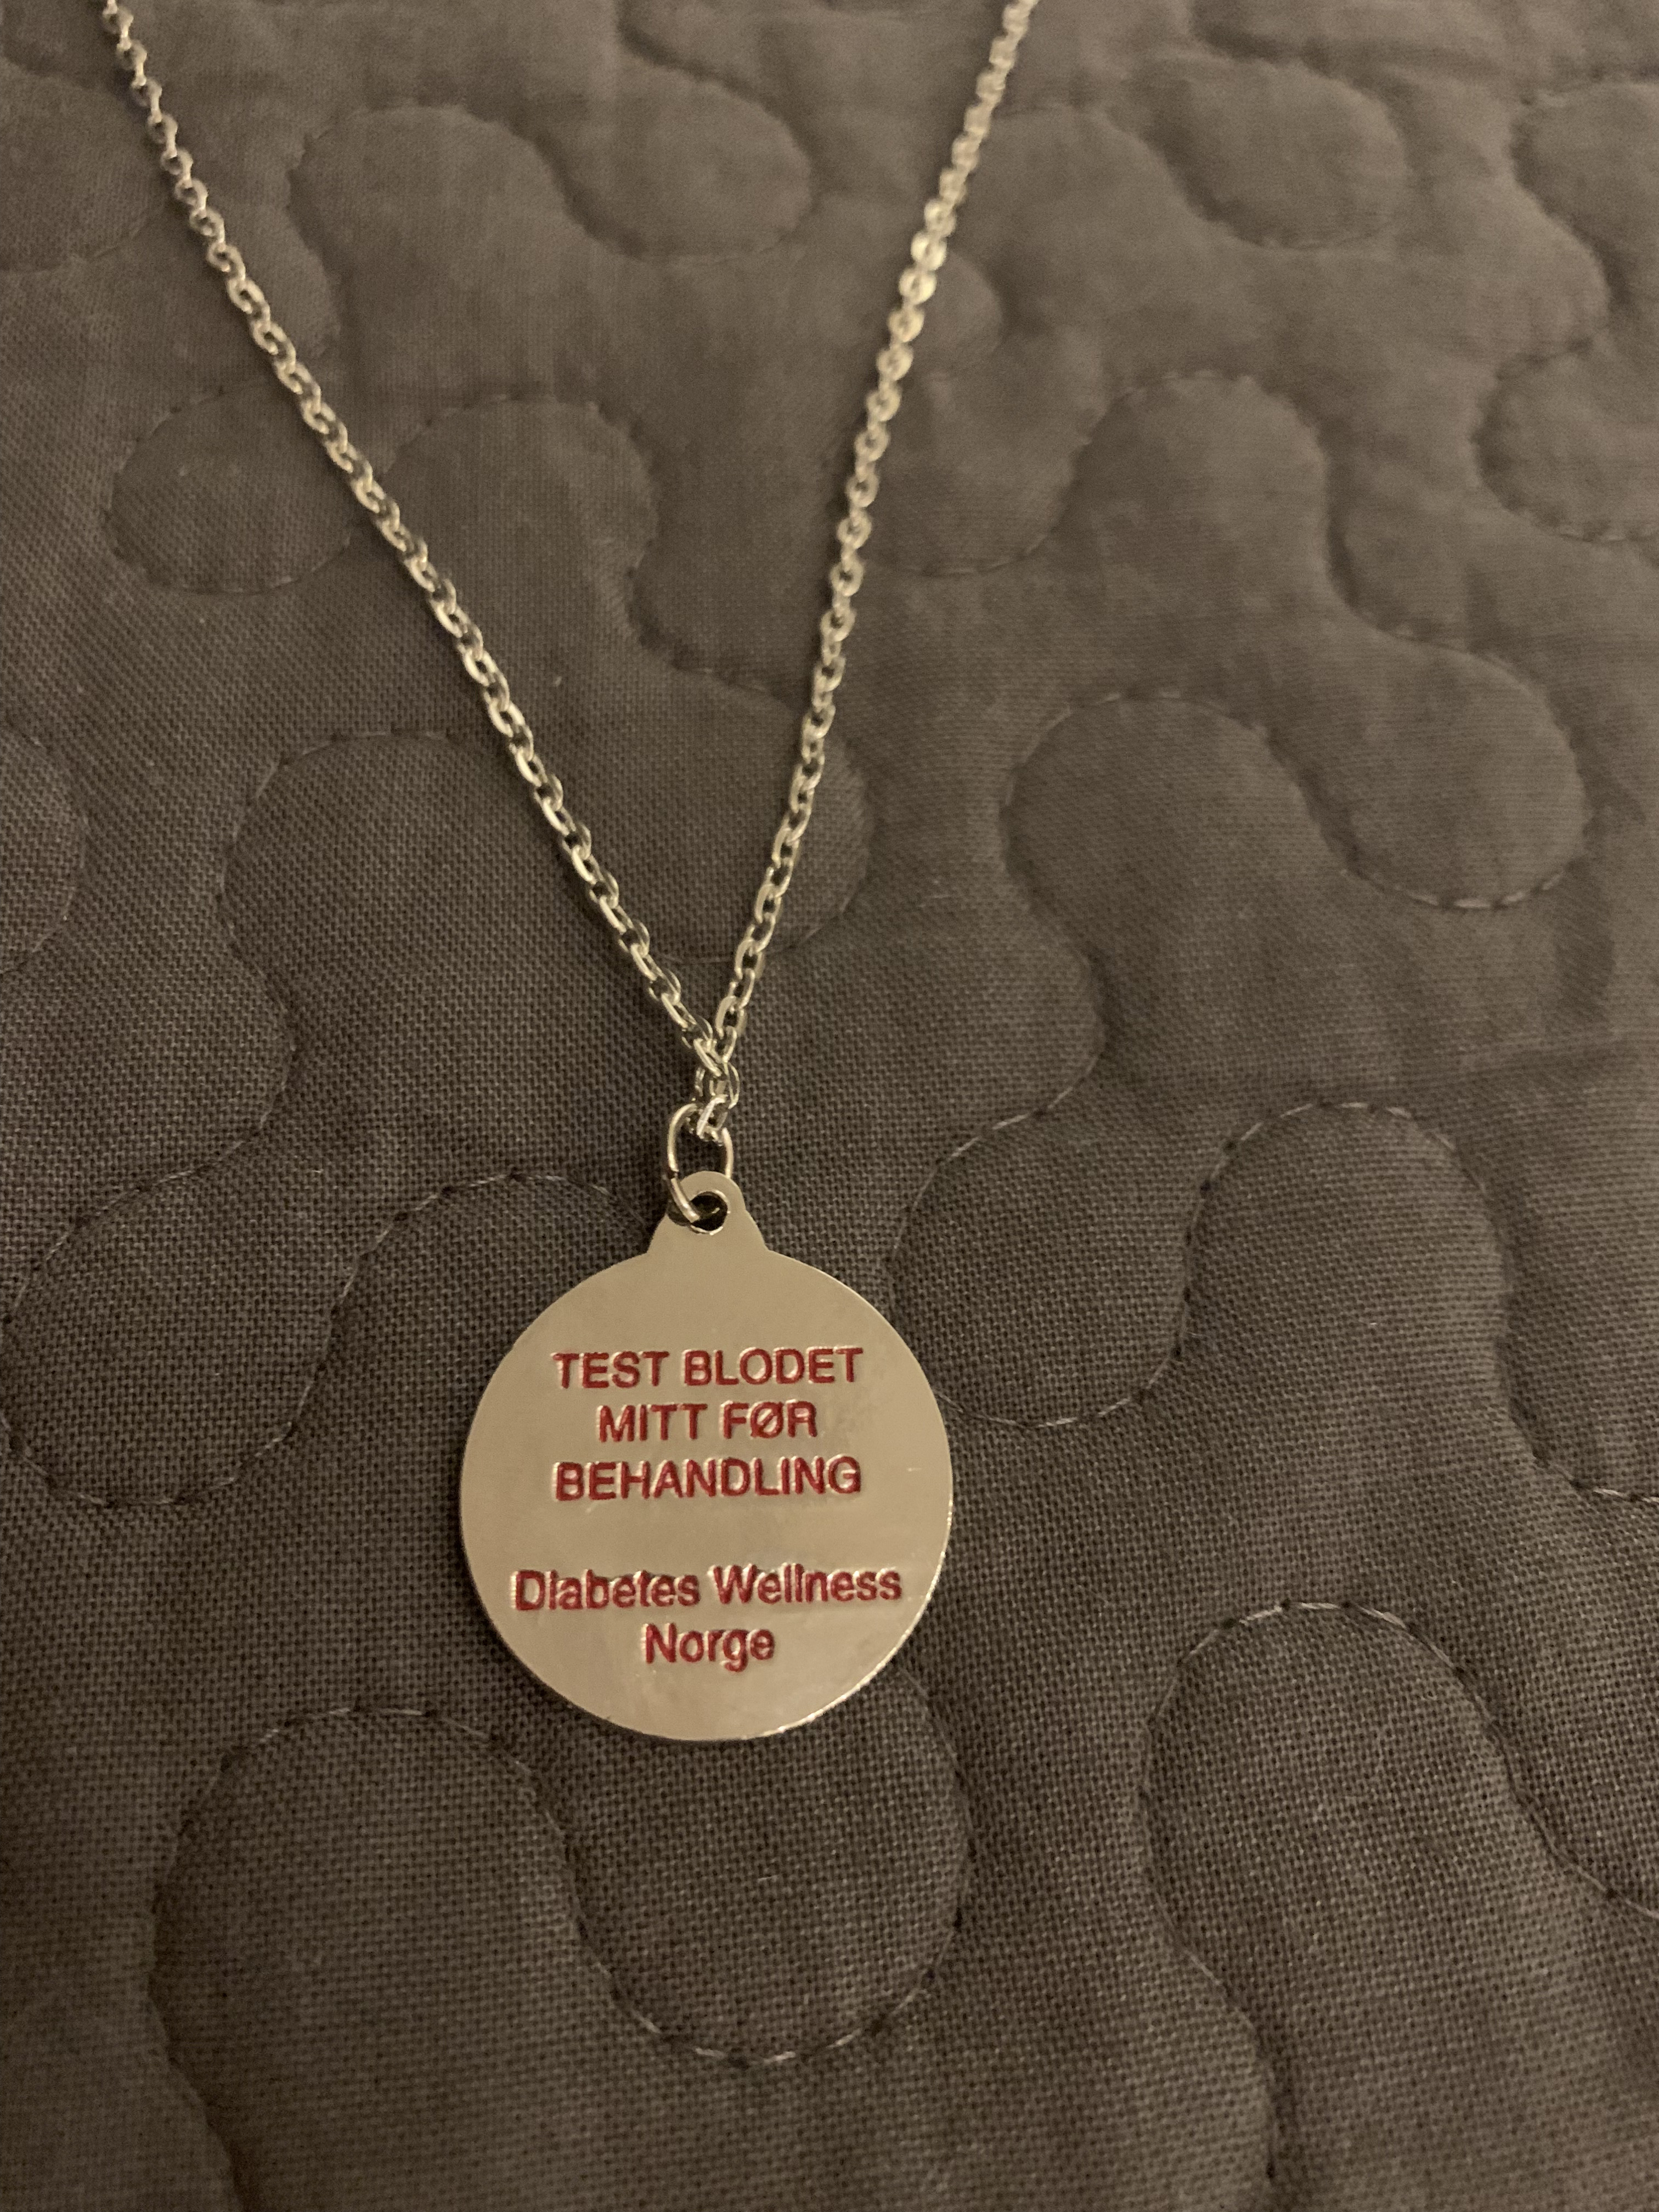 TEST BLODET
MITT FØR
BEHANDLING
Diabetes Wellness
Norge